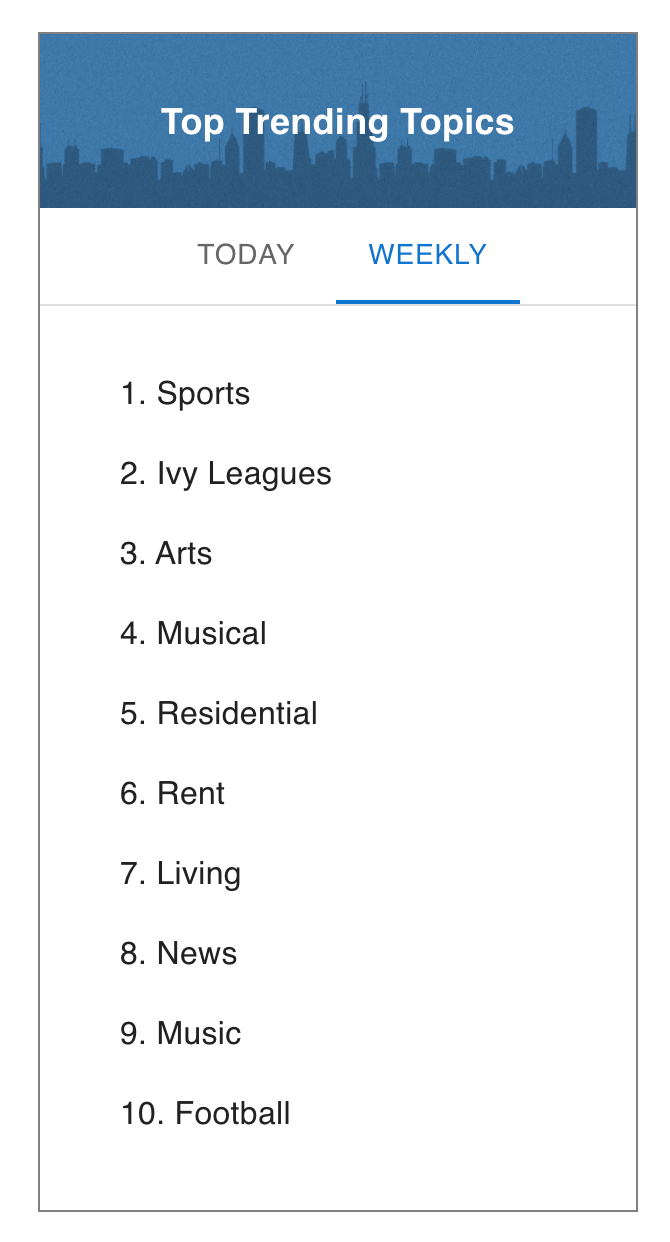 Top Trending Topics
TODAY WEEKLY
1. Sports
2. Ivy Leagues
3. Arts
4. Musical
5. Residential
6. Rent
7. Living
8. News
9. Music
10. Football